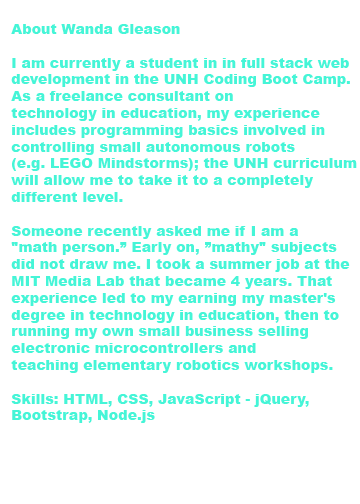 About Wanda Gleason
I am currently a student in in full stack web
development in the UNH Coding Boot Camp.
As a freelance consultant on
technology in education, my experience
includes programming basics involved in
controlling small autonomous robots
(e.g. LEGO Mindstorms); the UNH curriculum
will allow me to take it to a completely
different level.
Someone recently asked me if I am a
"math person.” Early on, ”mathy" subjects
did not draw me. I took a summer job at the
MIT Media Lab that became 4 years. That
experience led to my earning my master's
degree in technology in education, then to
running my own small business selling
electronic microcontrollers and
teaching elementary robotics workshops.
Skills: HTML, CSS, JavaScript - jQuery,
Bootstrap, Node.js